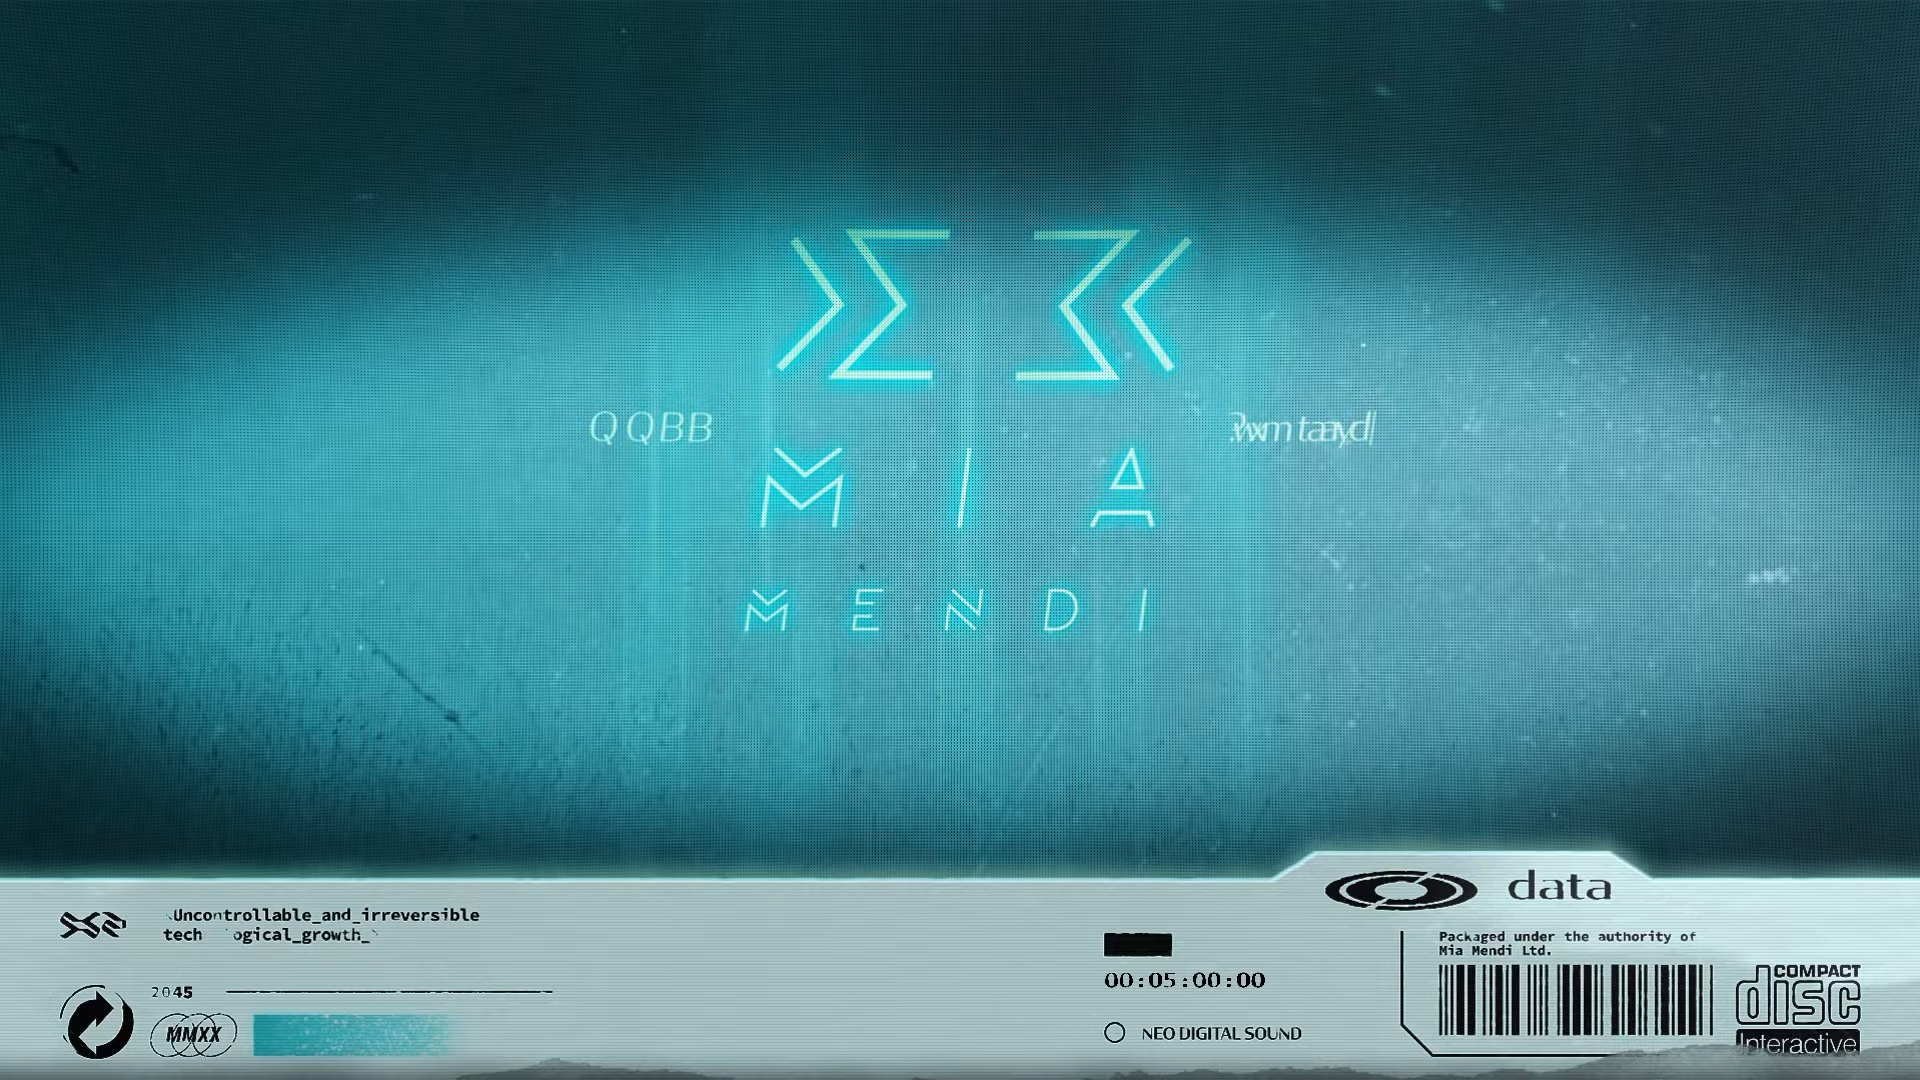 QQBB
MIA
MENDI
data
Uncontrollable_and_irreversible
tech ogical_growth_
Packaged under the authority of
Mia Mendi Ltd.
2045
00:05:00:00
MMXX
NEO DIGITAL SOUND
COMPACT
disc
Interactive